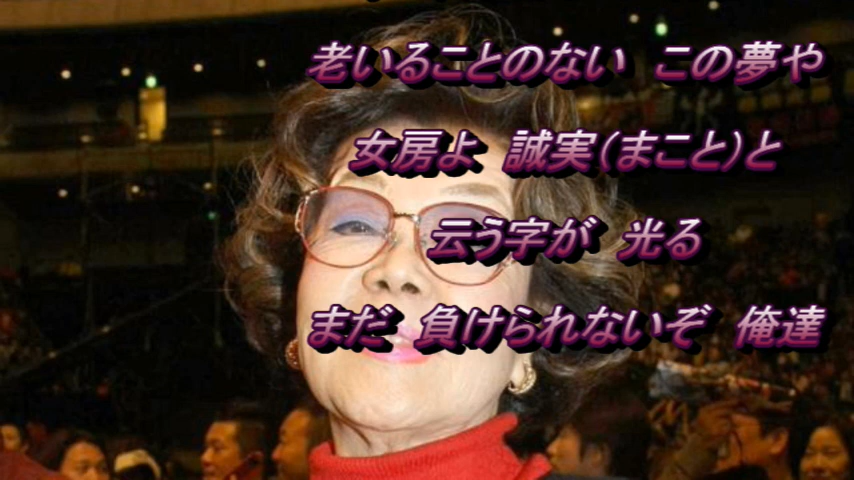 老いることのない　この夢や
女房よ　誠実（まこと）と
云う字が　光る
まだ　負けられないぞ　俺達